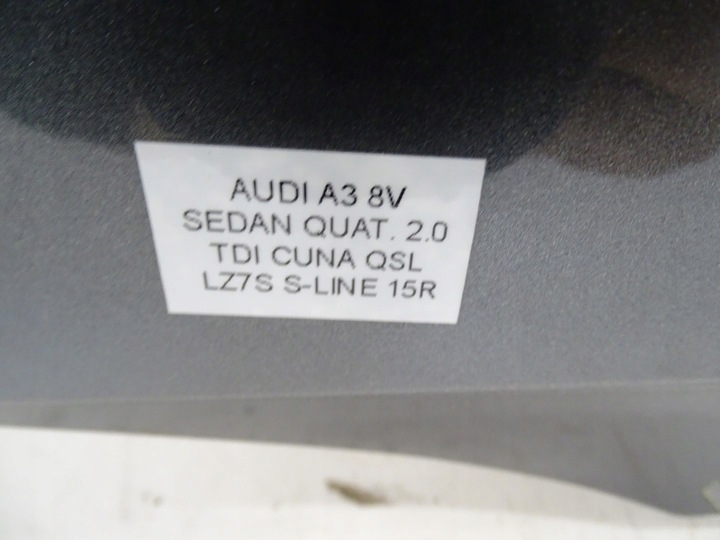 AUDI A3 8V
SEDAN QUAT. 2.0
TDI CUNA QSL
LZ7S S-LINE 15R